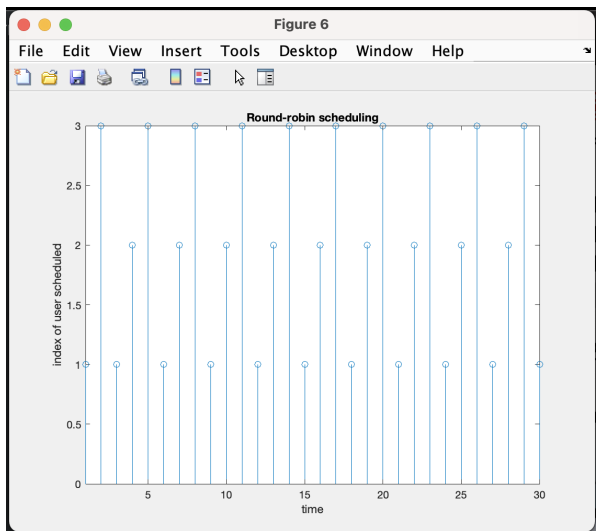 Figure 6
File Edit View Insert Tools Desktop Window Help
Round-robin scheduling
3
2.5
2
1.5
1
0.5
0
index of user scheduled
5 10 15 20 25 30
time